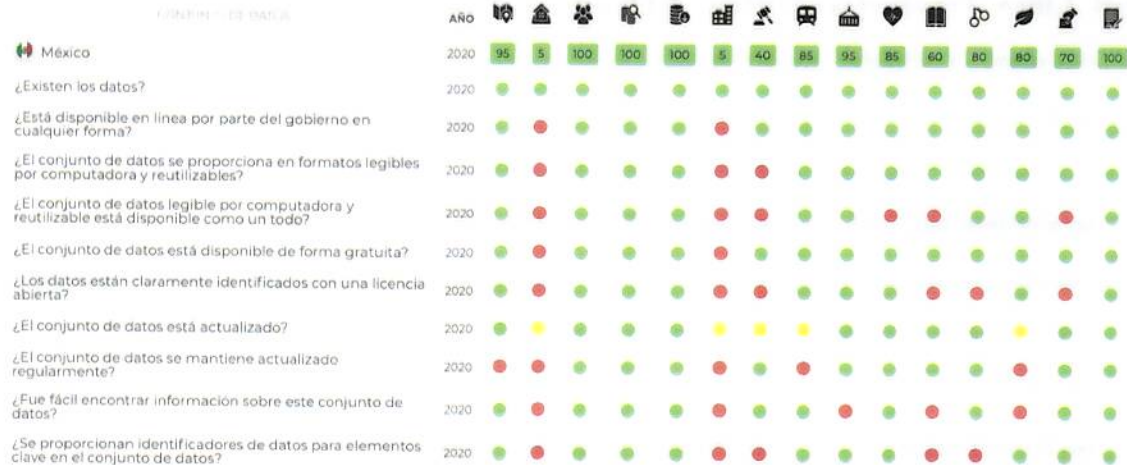 CONJUNTO DE DATOS
AÑO
México 2020 95 5 100 100 100 5 40 85 95 85 60 80 80 70 100
¿Existen los datos? 2020
¿Está disponible en línea por parte del gobierno en
cualquier forma? 2020
¿El conjunto de datos se proporciona en formatos legibles
por computadora y reutilizables? 2020
¿El conjunto de datos legible por computadora y
reutilizable está disponible como un todo? 2020
¿El conjunto de datos está disponible de forma gratuita? 2020
¿Los datos están claramente identificados con una licencia
abierta? 2020
¿El conjunto de datos está actualizado? 2020
¿El conjunto de datos se mantiene actualizado
regularmente? 2020
¿Fue fácil encontrar información sobre este conjunto de
datos? 2020
¿Se proporcionan identificadores de datos para elementos
clave en el conjunto de datos? 2020